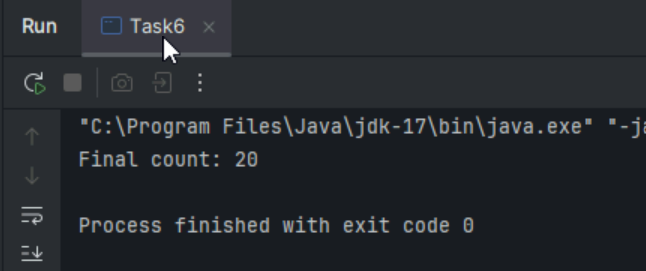 Run Task6
"C:\Program Files\Java\jdk-17\bin\java.exe" "-ja
Final count: 20
Process finished with exit code 0